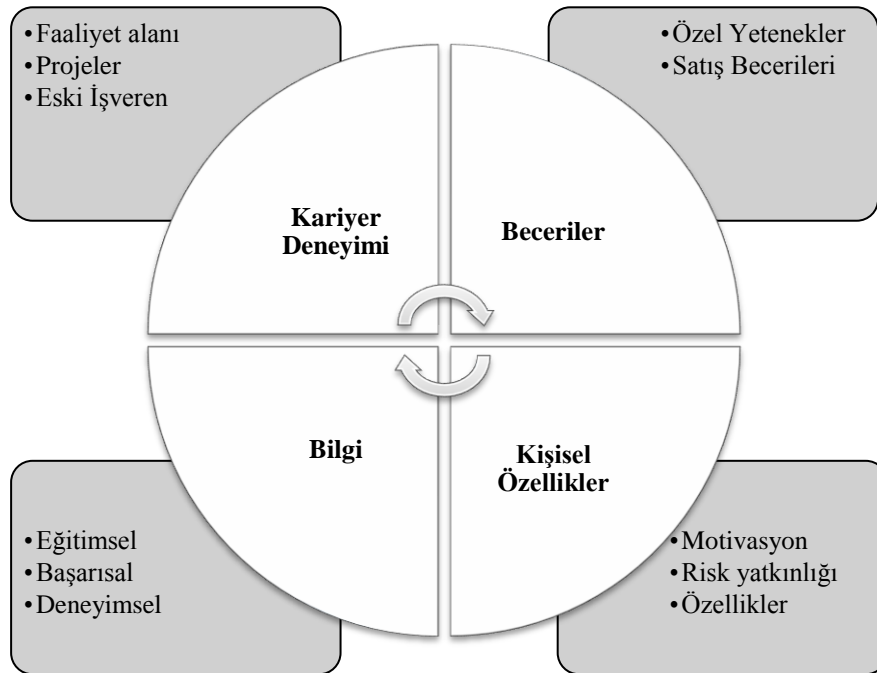 •Faaliyet alanı
•Projeler
•Eski İşveren
•Özel Yetenekler
•Satış Becerileri
Kariyer
Deneyimi
Beceriler
Bilgi
Kişisel
Özellikler
•Eğitimsel
•Başarısal
•Deneyimsel
•Motivasyon
•Risk yatkınlığı
•Özellikler